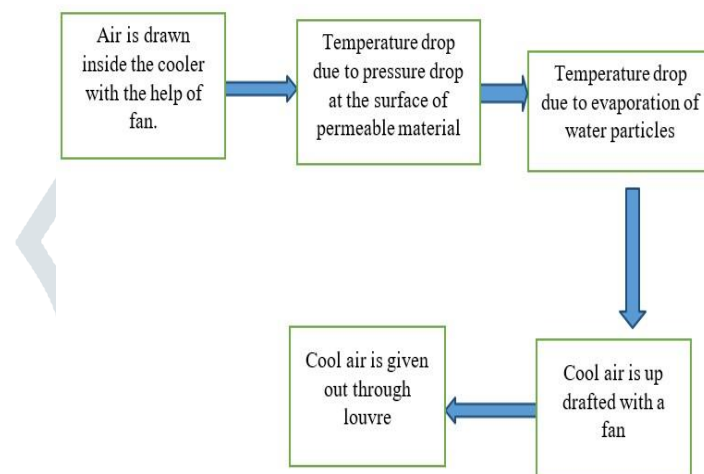 Air is drawn
inside the cooler
with the help of
fan.
Temperature drop
due to pressure drop
at the surface of
permeable material
Temperature drop
due to evaporation of
water particles
Cool air is up
drafted with a
fan
Cool air is given
out through
louvre